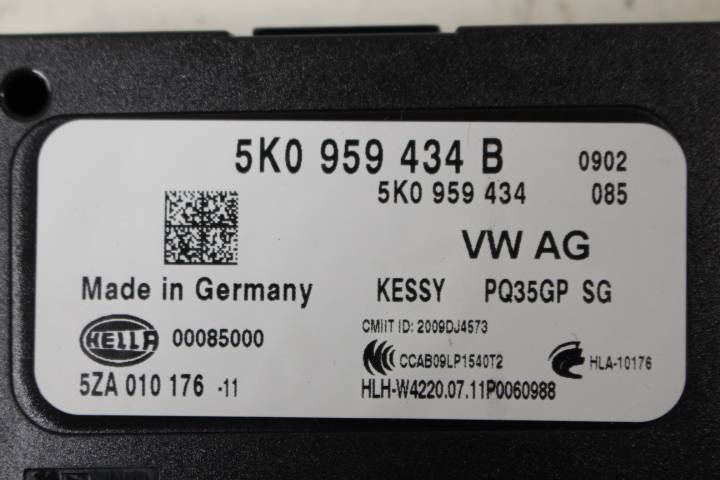 5K0 959 434 B 0902
5K0 959 434 085
VW AG
Made in Germany KESSY PQ35GP SG
CMIIT ID: 2009DJ4573
HELLA 00085000
CCAB09LP1540T2 HLA-10176
5ZA 010 176 -11 HLH-W4220.07.11P0060988